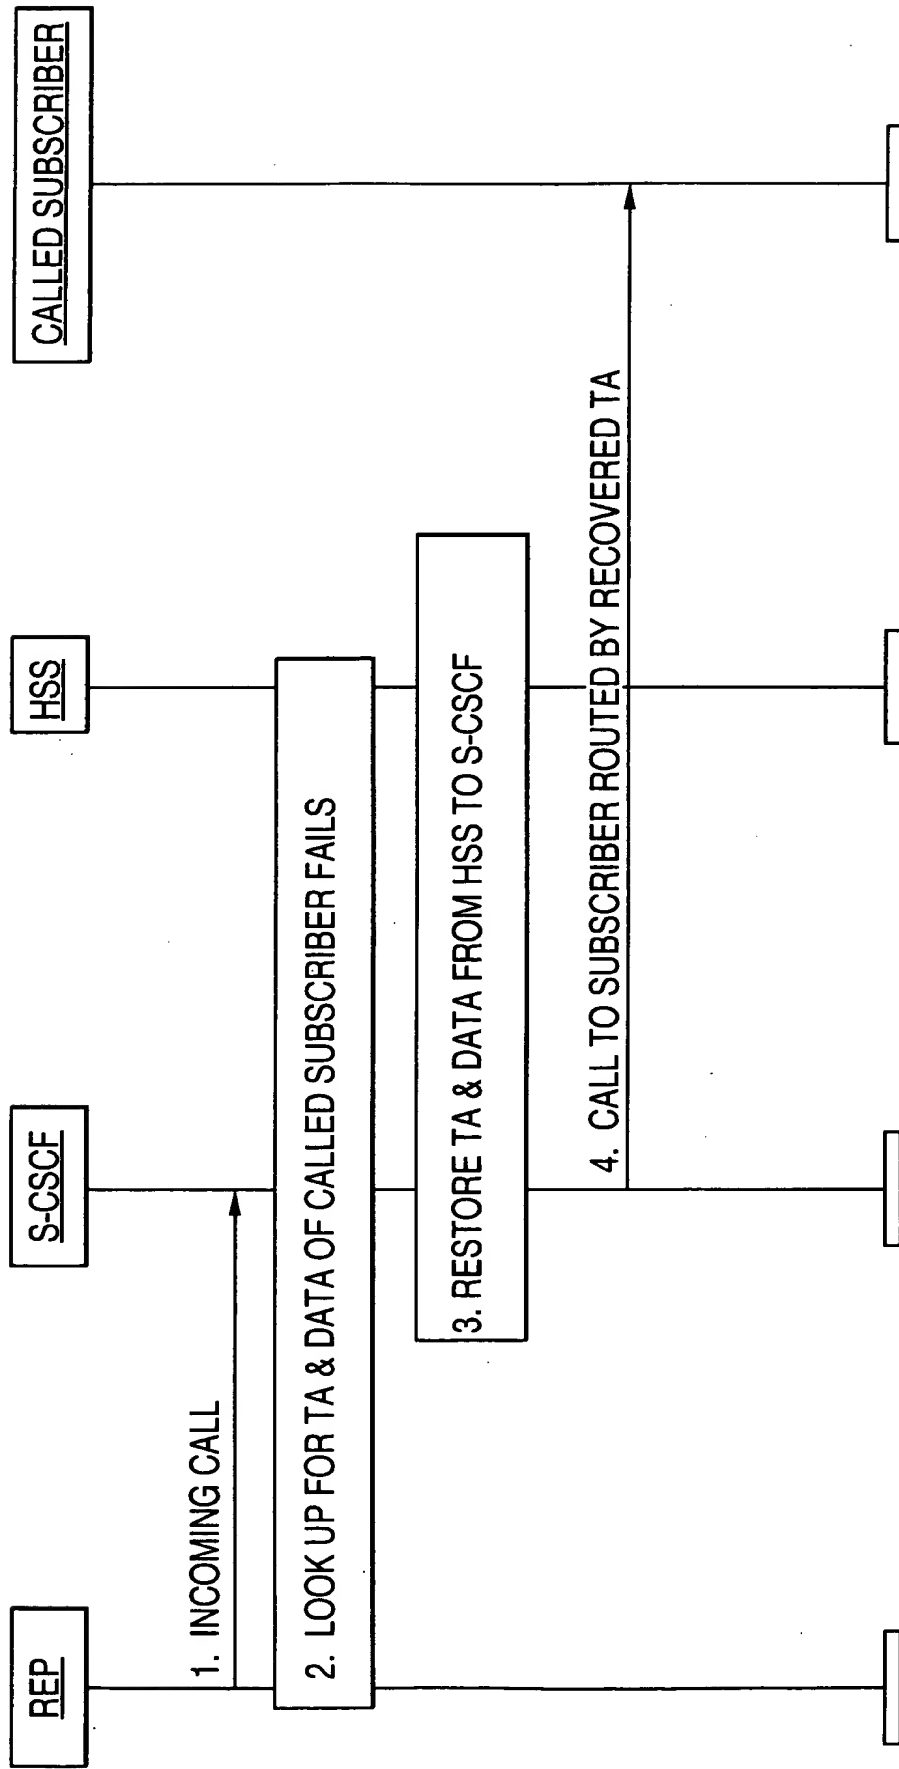 REP
S-CSCF
HSS
CALLED SUBSCRIBER
1. INCOMING CALL
2. LOOK UP FOR TA & DATA OF CALLED SUBSCRIBER FAILS
3. RESTORE TA & DATA FROM HSS TO S-CSCF
4. CALL TO SUBSCRIBER ROUTED BY RECOVERED TA